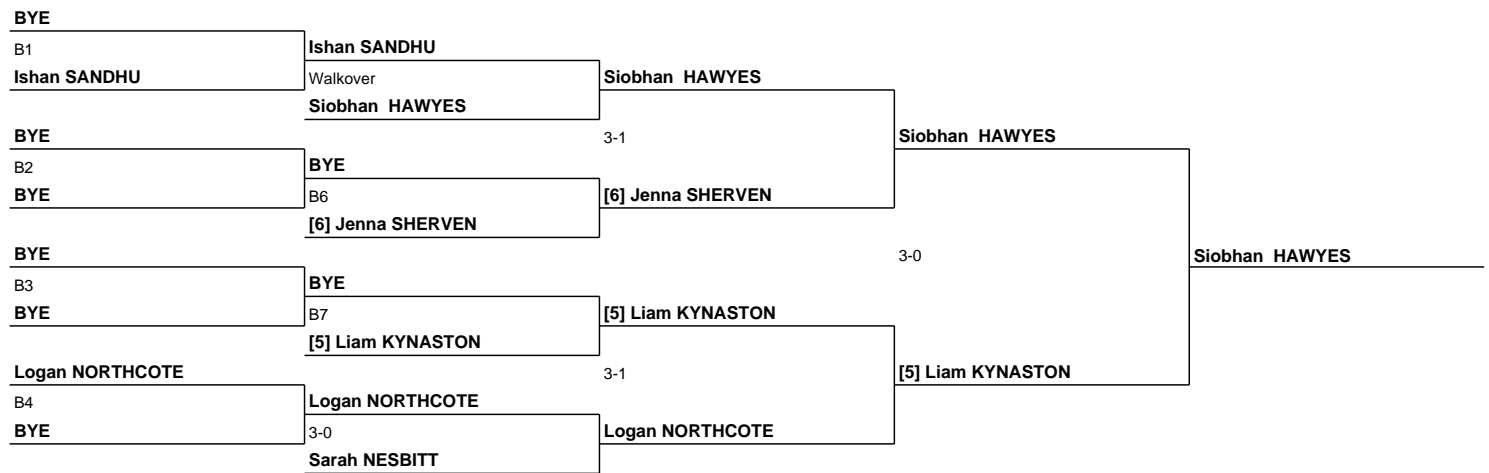 BYE
B1
Ishan SANDHU
Ishan SANDHU
Walkover
Siobhan HAWYES
Siobhan HAWYES
BYE
B2
BYE
BYE
B6
[6] Jenna SHERVEN
3-1
[6] Jenna SHERVEN
Siobhan HAWYES
BYE
B3
BYE
BYE
B7
[5] Liam KYNASTON
[5] Liam KYNASTON
Logan NORTHCOTE
B4
BYE
Logan NORTHCOTE
3-0
Sarah NESBITT
3-1
Logan NORTHCOTE
3-0
[5] Liam KYNASTON
Siobhan HAWYES